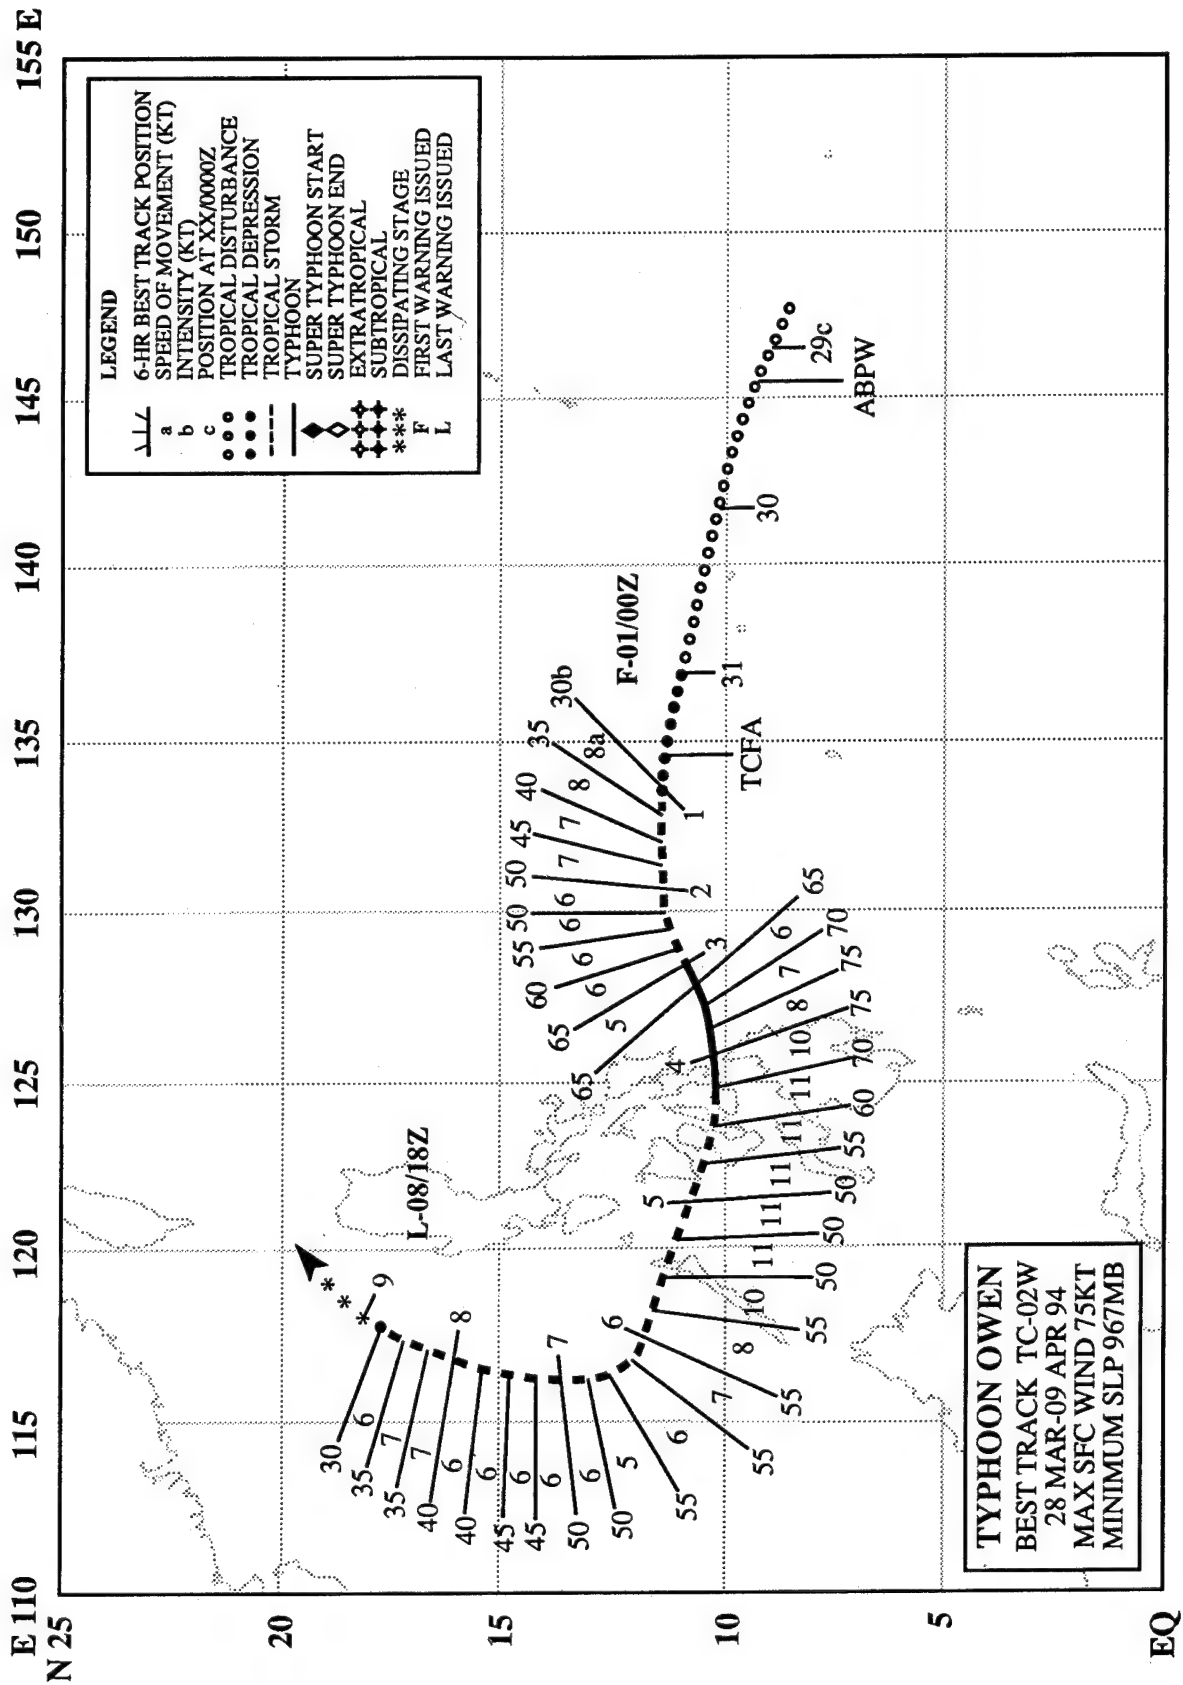 E 110
115
120
125
130
135
140
145
150
155 E
N 25
20
15
10
5
EQ
LEGEND
6-HR BEST TRACK POSITION
a SPEED OF MOVEMENT (KT)
b INTENSITY (KT)
c POSITION AT XX/0000Z
TROPICAL DISTURBANCE
TROPICAL DEPRESSION
TROPICAL STORM
TYPHOON
SUPER TYPHOON START
SUPER TYPHOON END
EXTRATROPICAL
SUBTROPICAL
*** DISSIPATING STAGE
F FIRST WARNING ISSUED
L LAST WARNING ISSUED
L-08/18Z
F-01/00Z
* * *
9
8
7
6
5
4
3
2
1
31
30
29c
TCFA
ABPW
30
35
35
40
40
45
45
50
50
55
55
55
55
50
50
50
55
60
70
75
75
70
65
65
65
60
55
50
50
45
40
35
30b
6
7
7
6
6
6
6
6
5
6
7
8
10
11
11
11
11
11
10
8
7
6
5
6
6
6
6
7
7
8
8a
TYPHOON OWEN
BEST TRACK TC-02W
28 MAR-09 APR 94
MAX SFC WIND 75KT
MINIMUM SLP 967MB